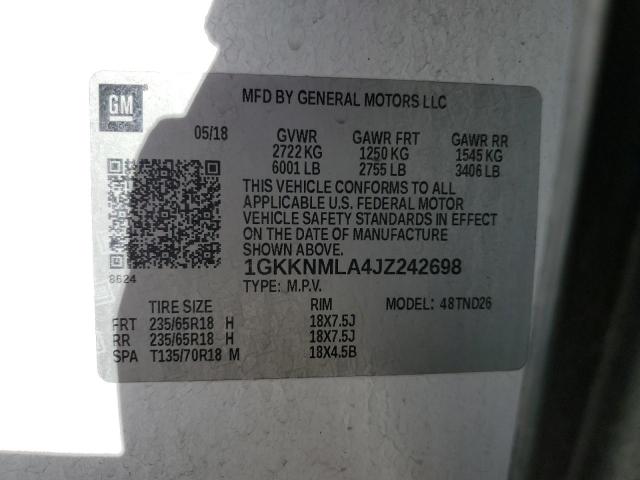 GM
MFD BY GENERAL MOTORS LLC
05/18 GVWR GAWR FRT GAWR RR
2722 KG 1250 KG 1545 KG
6001 LB 2755 LB 3406 LB
THIS VEHICLE CONFORMS TO ALL
APPLICABLE U.S. FEDERAL MOTOR
VEHICLE SAFETY STANDARDS IN EFFECT
ON THE DATE OF MANUFACTURE
SHOWN ABOVE.
8624 1GKKNMLA4JZ242698
TYPE: M.P.V.
TIRE SIZE RIM MODEL: 48TND26
FRT 235/65R18 H 18X7.5J
RR 235/65R18 H 18X7.5J
SPA T135/70R18 M 18X4.5B